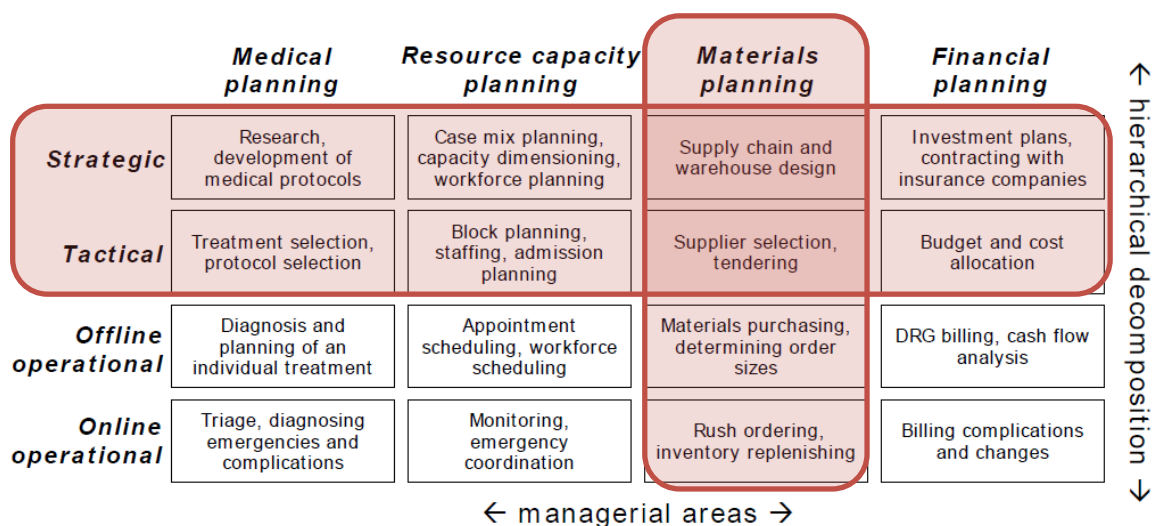 Medical
planning
Resource capacity
planning
Materials
planning
Financial
planning
Strategic
Research,
development of
medical protocols
Case mix planning,
capacity dimensioning,
workforce planning
Supply chain and
warehouse design
Investment plans,
contracting with
insurance companies
Tactical
Treatment selection,
protocol selection
Block planning,
staffing, admission
planning
Supplier selection,
tendering
Budget and cost
allocation
Offline
operational
Diagnosis and
planning of an
individual treatment
Appointment
scheduling, workforce
scheduling
Materials purchasing,
determining order
sizes
DRG billing, cash flow
analysis
Online
operational
Triage, diagnosing
emergencies and
complications
Monitoring,
emergency
coordination
Rush ordering,
inventory replenishing
Billing complications
and changes
← managerial areas →
← hierarchical decomposition →